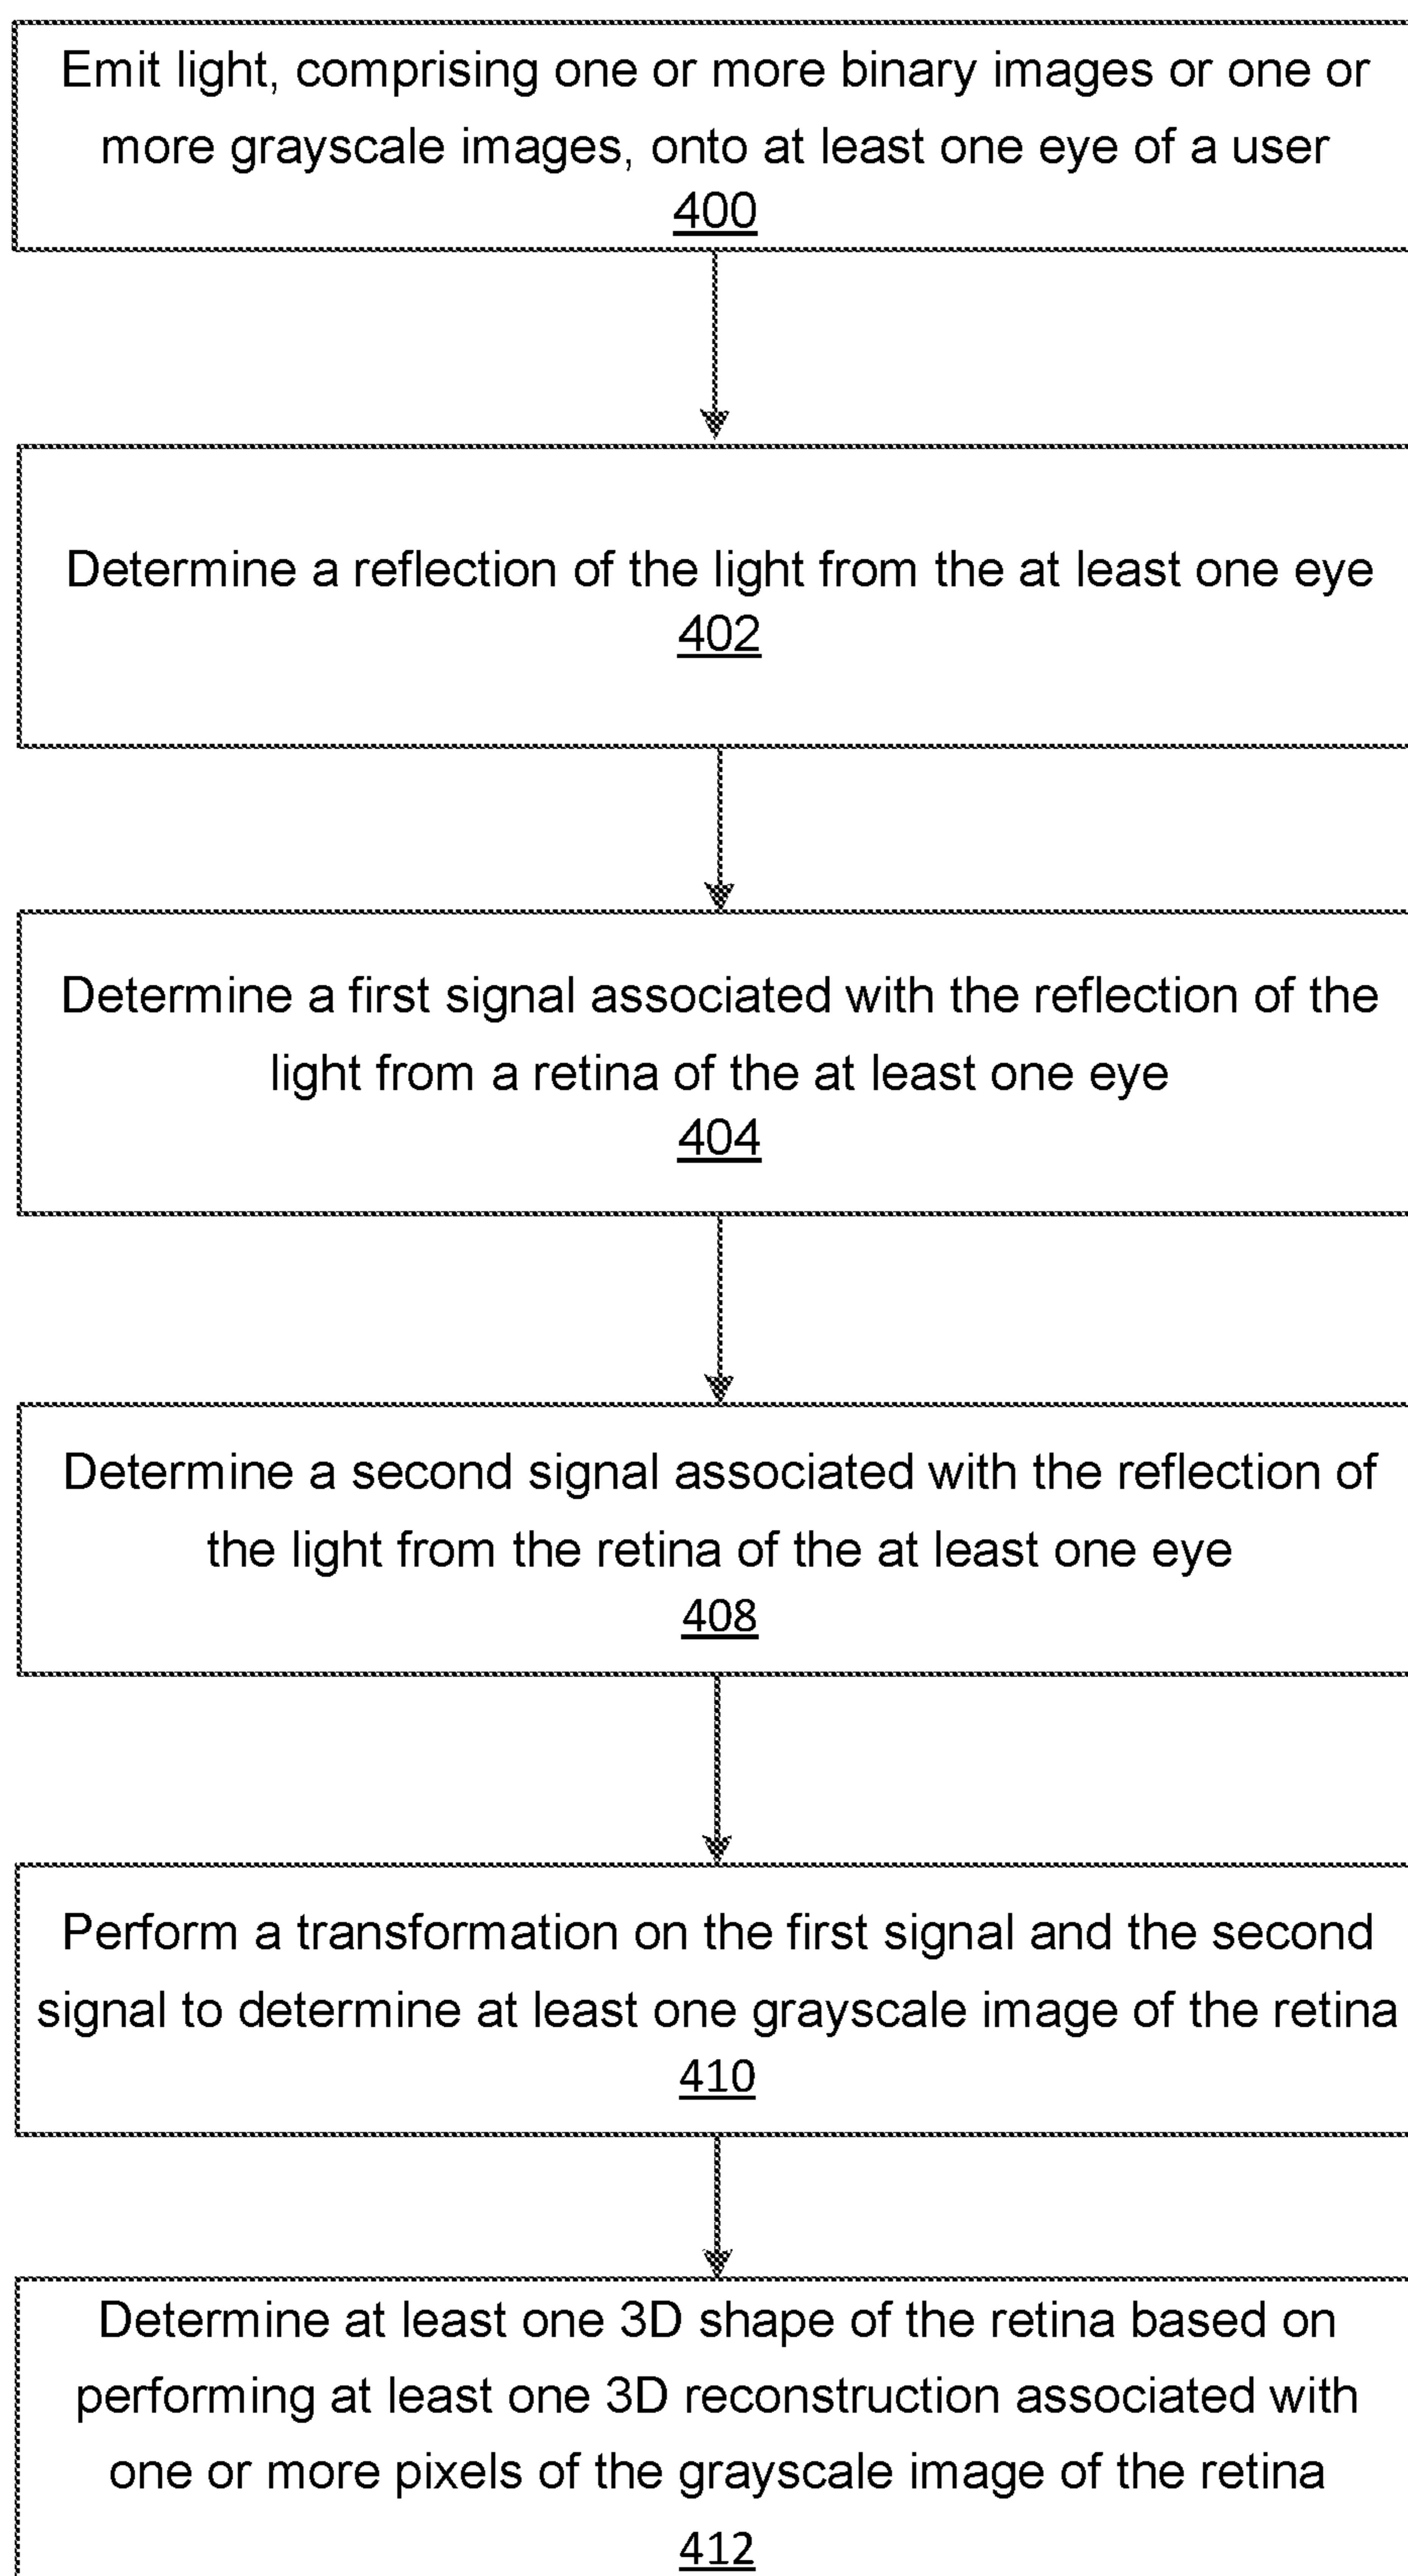 Emit light, comprising one or more binary images or one or
more grayscale images, onto at least one eye of a user
400
Determine a reflection of the light from the at least one eye
402
Determine a first signal associated with the reflection of the
light from a retina of the at least one eye
404
Determine a second signal associated with the reflection of
the light from the retina of the at least one eye
408
Perform a transformation on the first signal and the second
signal to determine at least one grayscale image of the retina
410
Determine at least one 3D shape of the retina based on
performing at least one 3D reconstruction associated with
one or more pixels of the grayscale image of the retina
412